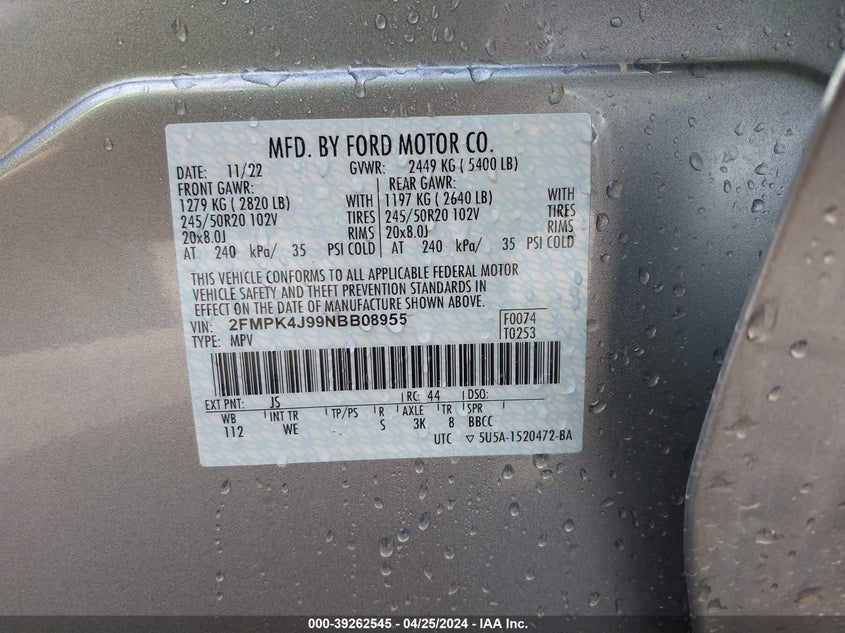 MFD. BY FORD MOTOR CO.
DATE: 11/22 GVWR: 2449 KG ( 5400 LB)
FRONT GAWR: REAR GAWR:
1279 KG ( 2820 LB) WITH 1197 KG ( 2640 LB) WITH
245/50R20 102V TIRES 245/50R20 102V TIRES
20x8.0J RIMS 20x8.0J RIMS
AT 240 kPa/ 35 PSI COLD AT 240 kPa/ 35 PSI COLD
THIS VEHICLE CONFORMS TO ALL APPLICABLE FEDERAL MOTOR
VEHICLE SAFETY AND THEFT PREVENTION STANDARDS IN
EFFECT ON THE DATE OF MANUFACTURE SHOWN ABOVE.
VIN: 2FMPK4J99NBB08955 F0074
TYPE: MPV T0253
EXT PNT: JS RC: 44 DSO:
WB INT TR TP/PS R AXLE TR SPR
112 WE S 3K 8 BBCC
UTC ▽ 5U5A-1520472-BA
000-39262545 - 04/25/2024 - IAA Inc.